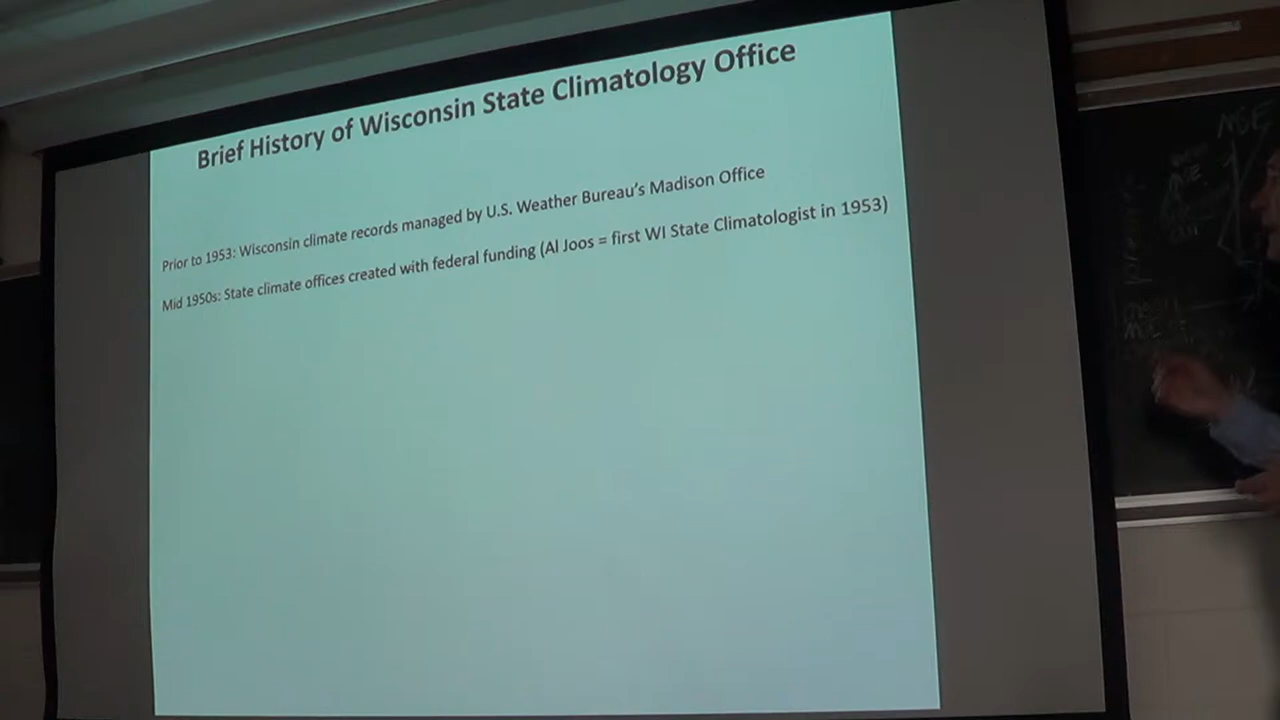 Brief History of Wisconsin State Climatology Office
Prior to 1953: Wisconsin climate records managed by U.S. Weather Bureau's Madison Office
Mid 1950s: State climate offices created with federal funding (Al Joos = first WI State Climatologist in 1953)